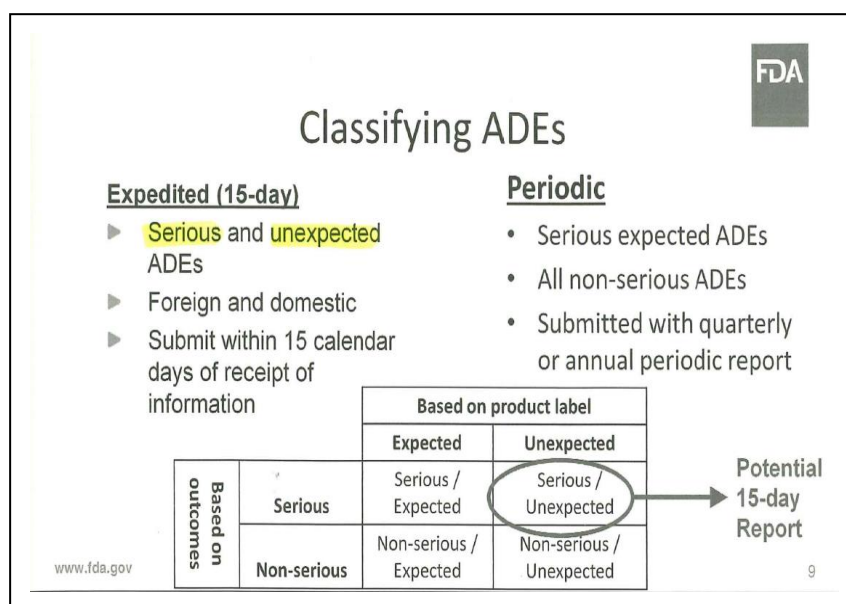 FDA
Classifying ADEs
Expedited (15-day)
Serious and unexpected
ADEs
Foreign and domestic
Submit within 15 calendar
days of receipt of
information
Periodic
• Serious expected ADEs
• All non-serious ADEs
• Submitted with quarterly
or annual periodic report
Based on product label
Expected Unexpected
Based on
outcomes
Serious
Serious /
Expected
Serious /
Unexpected
Non-serious
Non-serious /
Expected
Non-serious /
Unexpected
Potential
15-day
Report
www.fda.gov
9